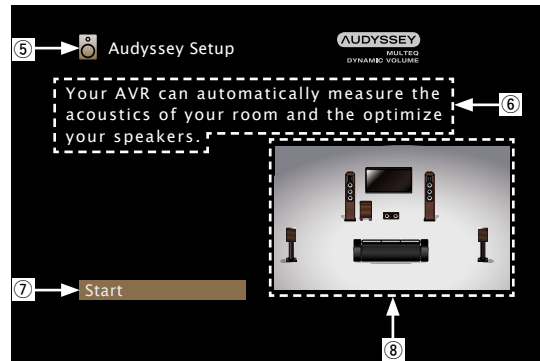 ⑤ Audyssey Setup
AUDYSSEY
MULTEQ
DYNAMIC VOLUME
Your AVR can automatically measure the
acoustics of your room and the optimize
your speakers.
⑥
⑦ Start
⑧